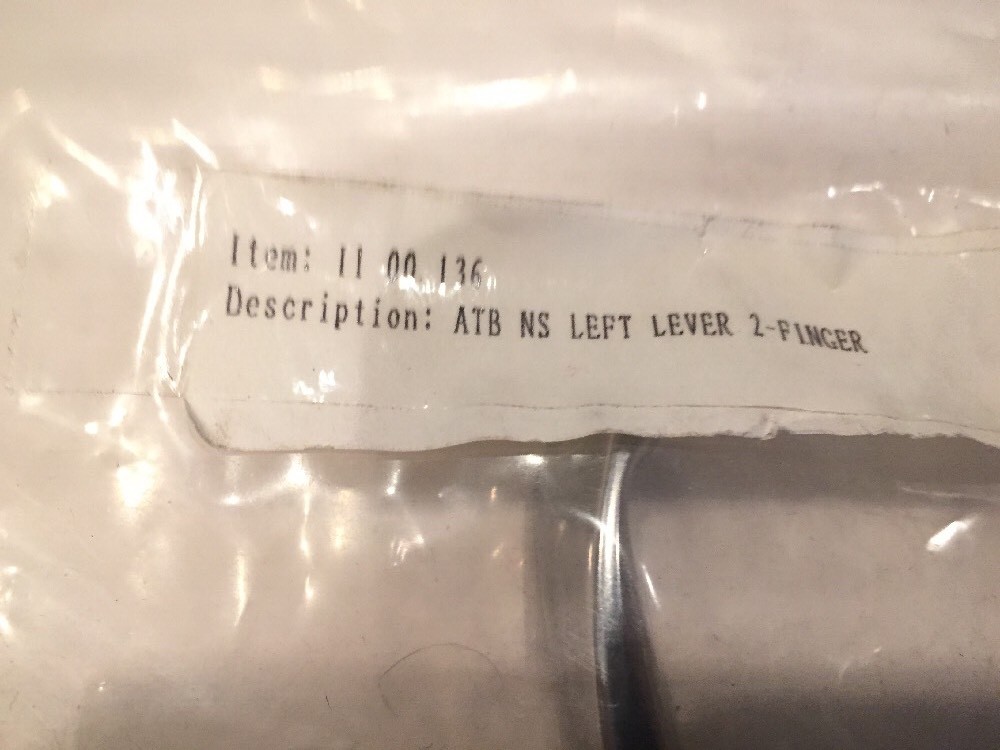 Item: 11 00 136
Description: ATB NS LEFT LEVER 2-FINGER